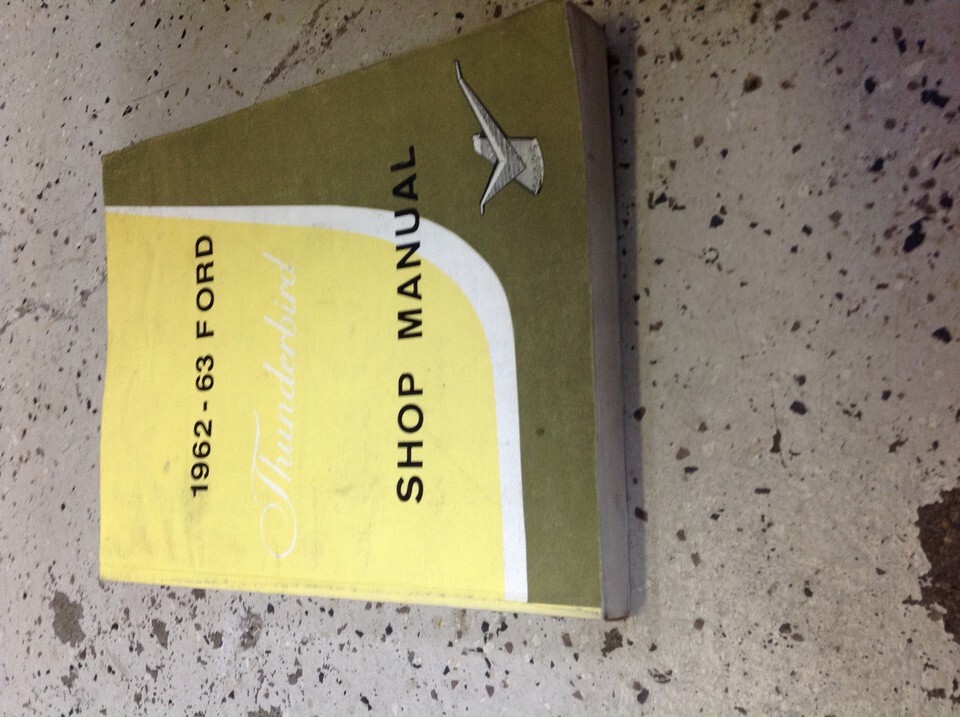 1962-63 FORD
Thunderbird
SHOP MANUAL